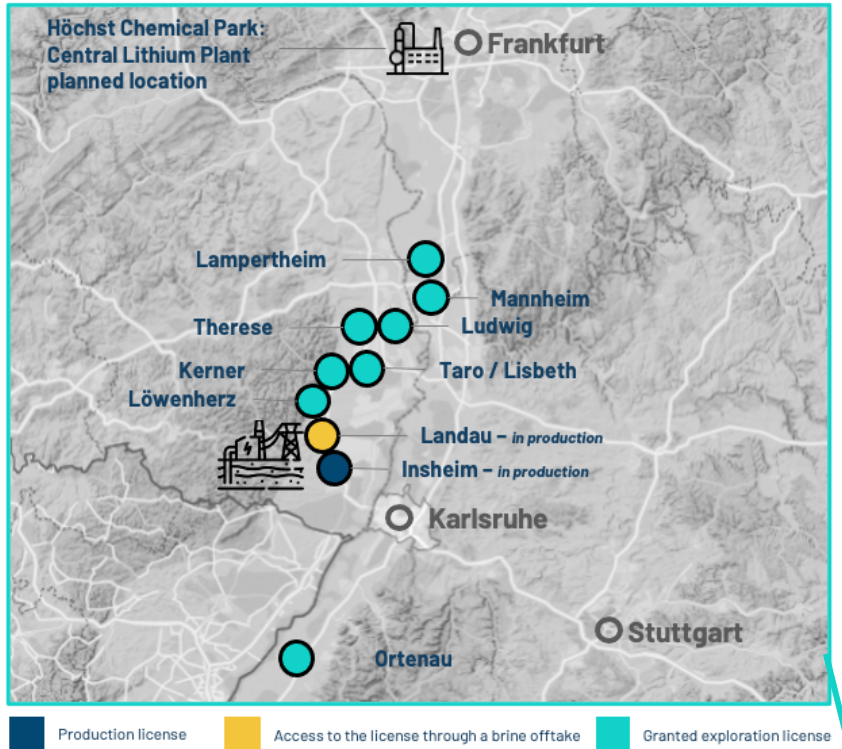 Höchst Chemical Park:
Central Lithium Plant
planned location
Frankfurt
Lampertheim
Mannheim
Therese
Ludwig
Kerner
Taro / Lisbeth
Löwenherz
Landau – in production
Insheim – in production
Karlsruhe
Stuttgart
Ortenau
Production license
Access to the license through a brine offtake
Granted exploration license